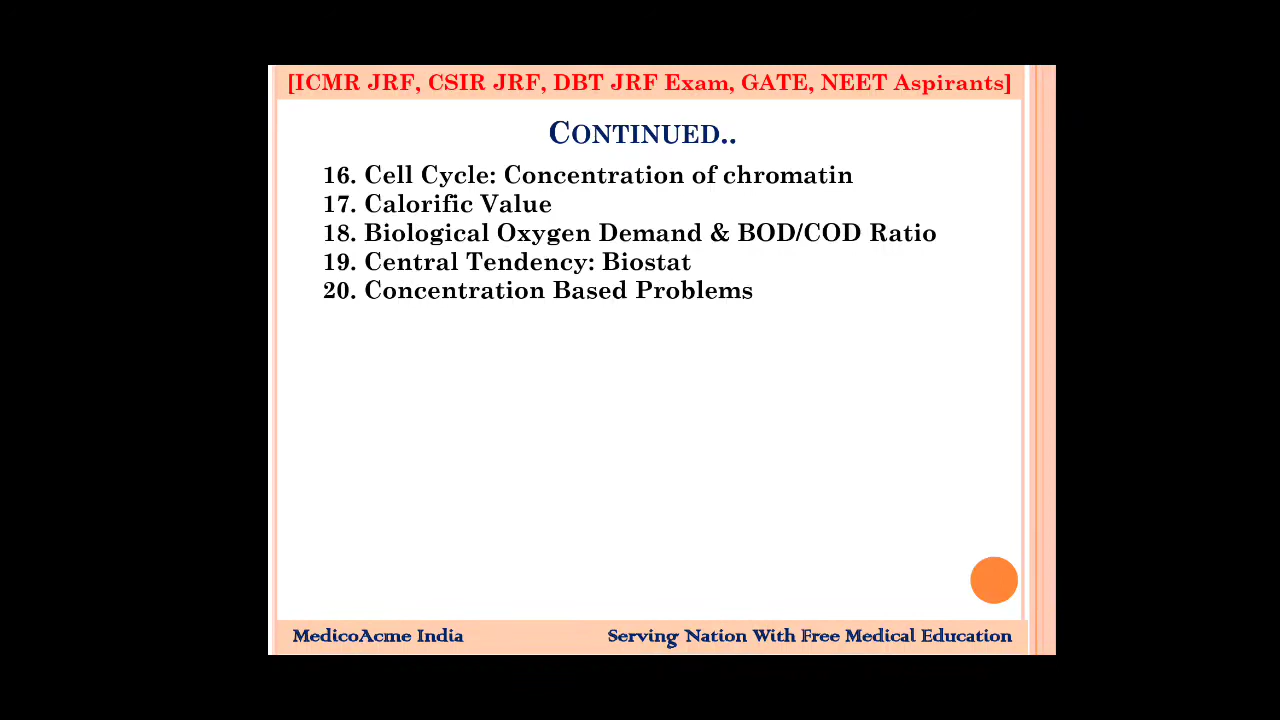 [ICMR JRF, CSIR JRF, DBT JRF Exam, GATE, NEET Aspirants]
CONTINUED..
16. Cell Cycle: Concentration of chromatin
17. Calorific Value
18. Biological Oxygen Demand & BOD/COD Ratio
19. Central Tendency: Biostat
20. Concentration Based Problems
MedicoAcme India
Serving Nation With Free Medical Education